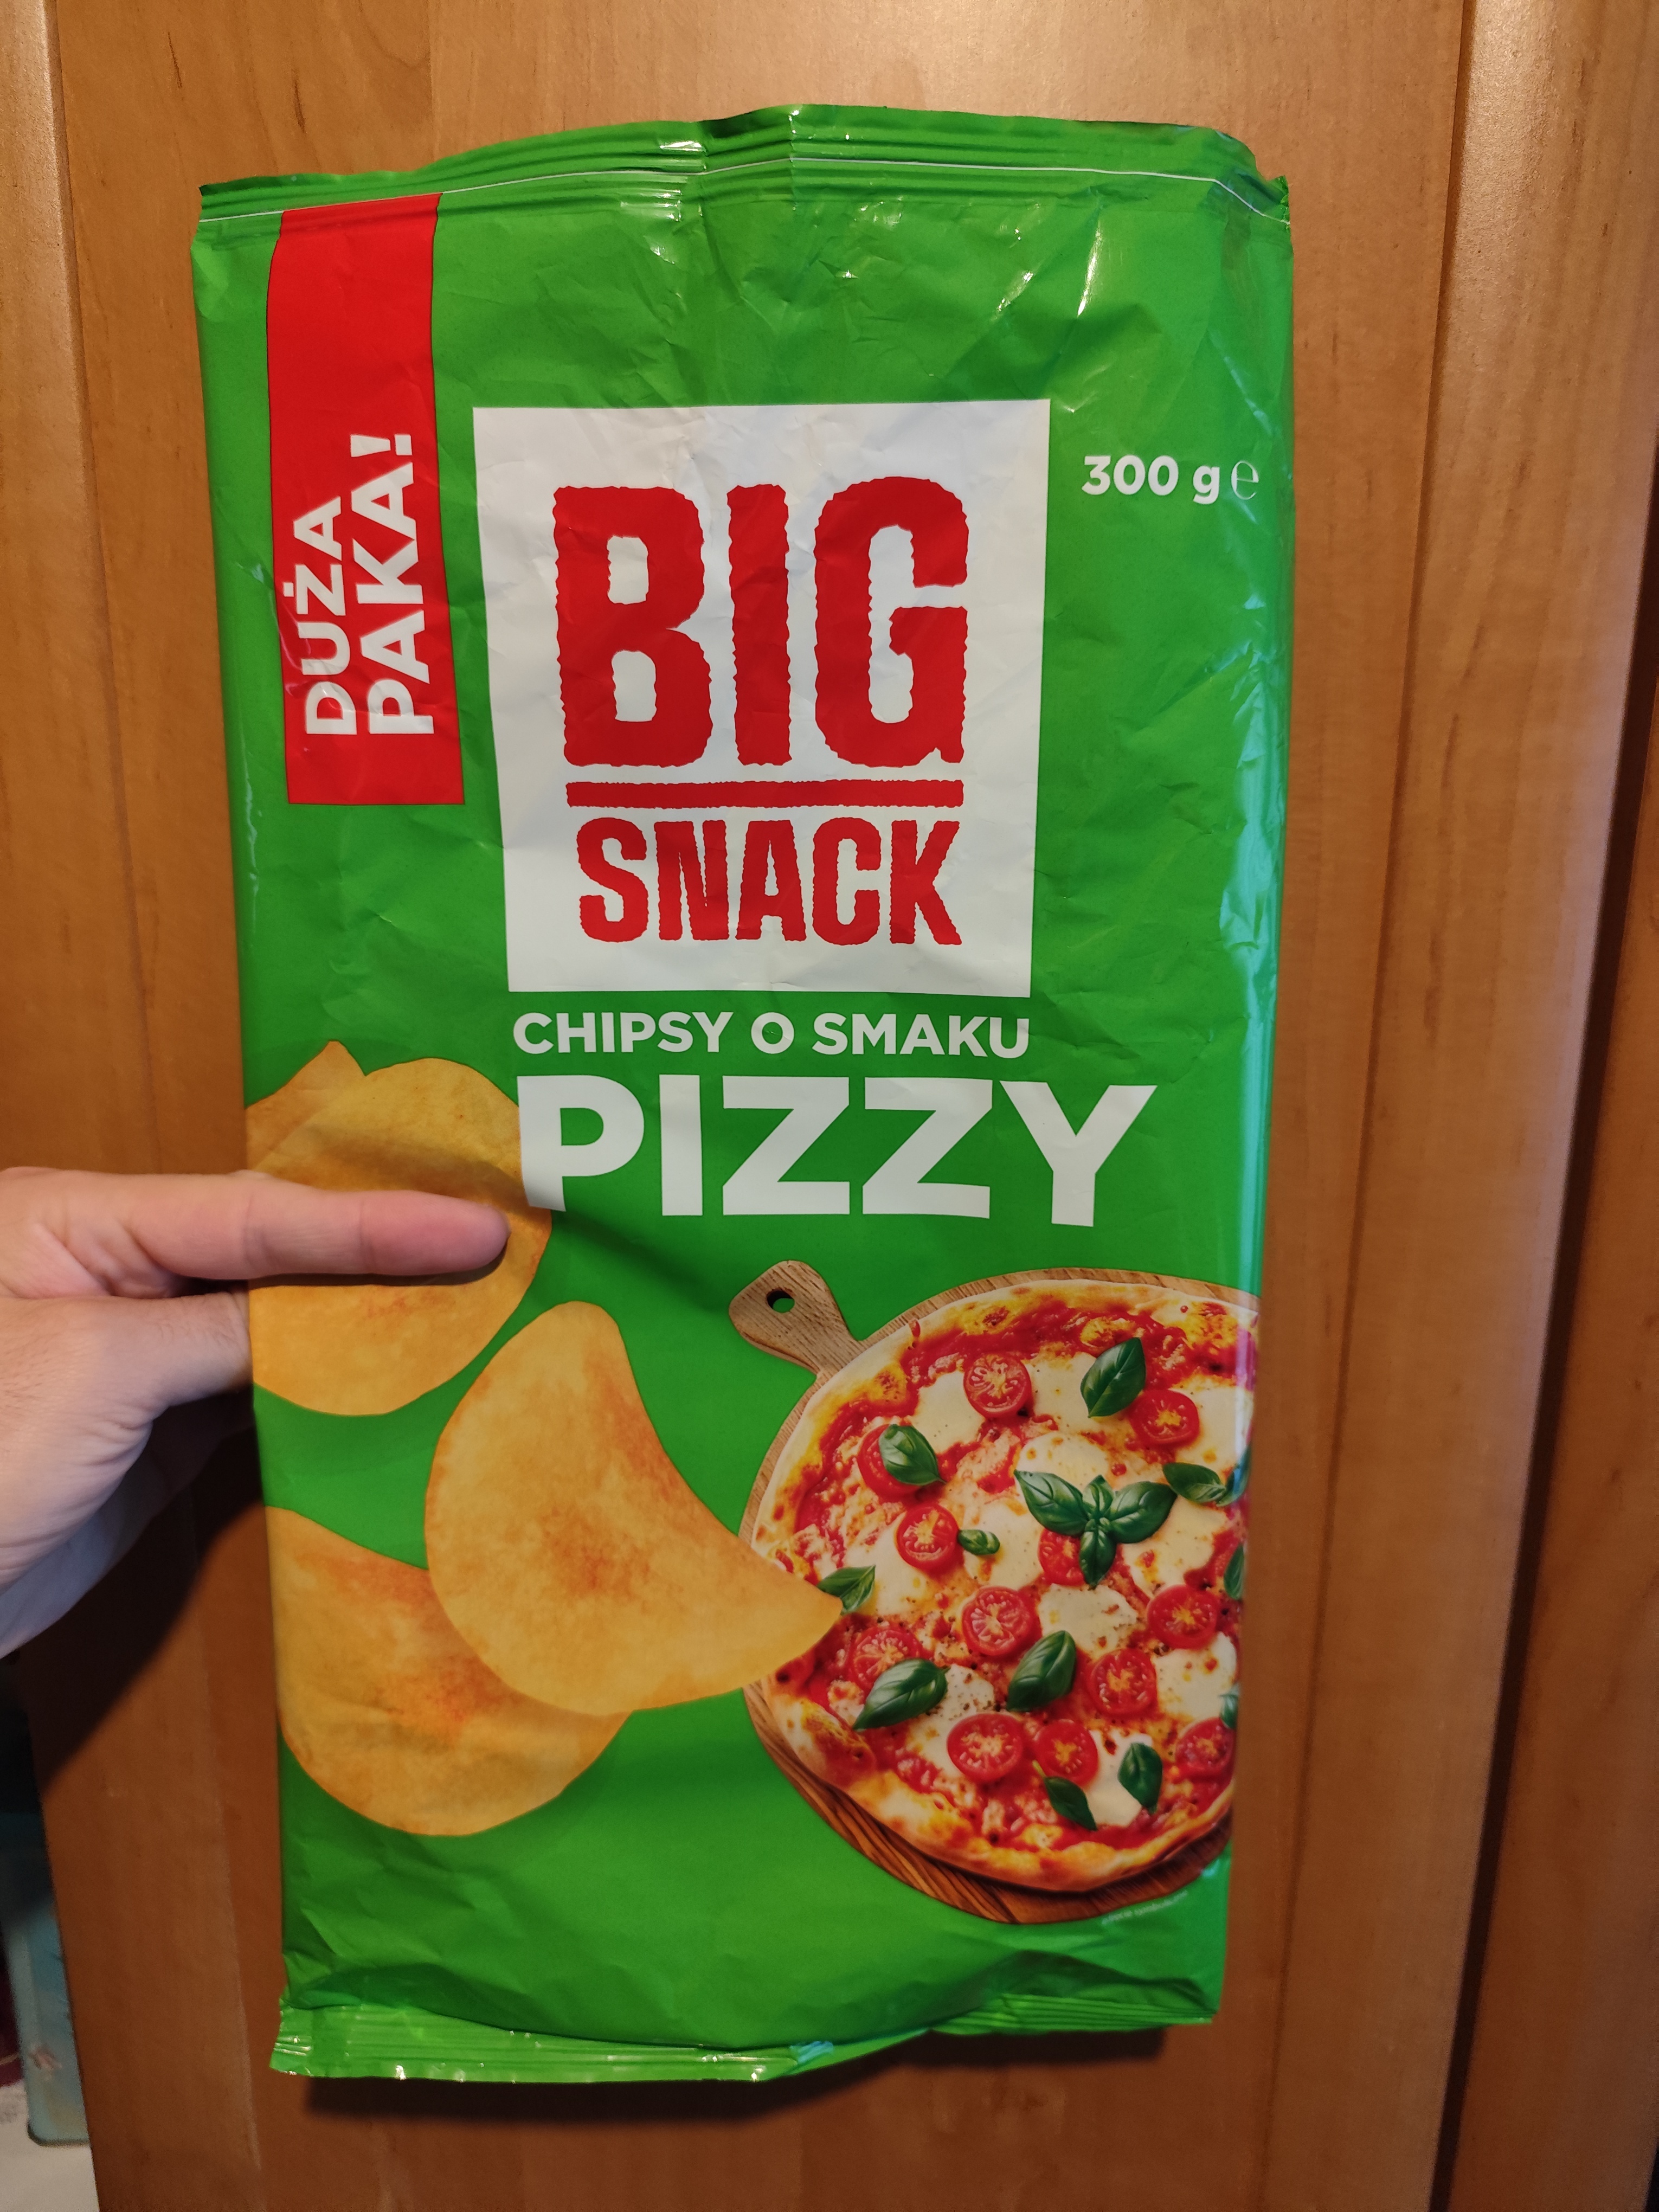 DUŻA
PAKA!
BIG
SNACK
300 g ℮
CHIPSY O SMAKU
PIZZY